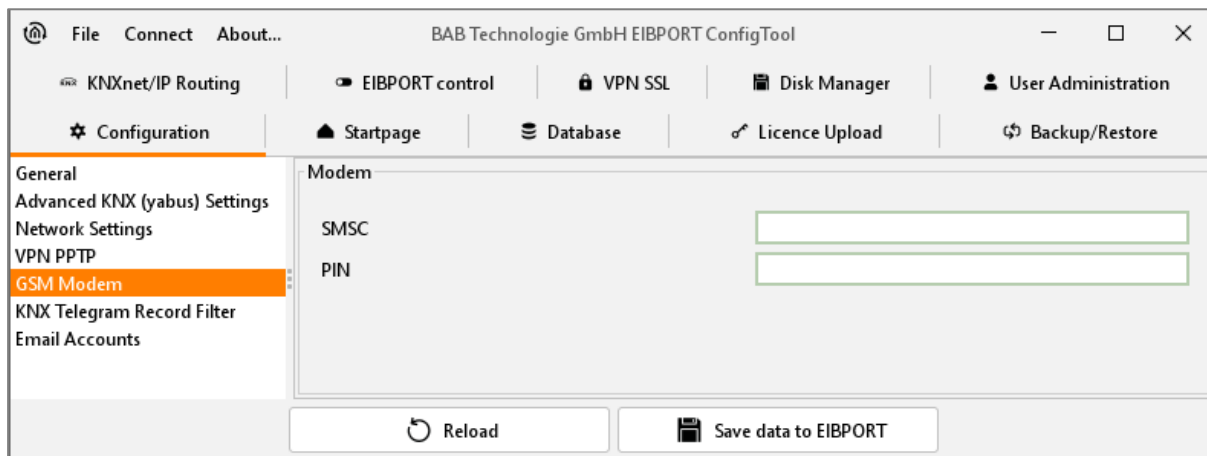 File Connect About... BAB Technologie GmbH EIBPORT ConfigTool
KNX KNXnet/IP Routing EIBPORT control VPN SSL Disk Manager User Administration
Configuration Startpage Database Licence Upload Backup/Restore
General
Advanced KNX (yabus) Settings
Network Settings
VPN PPTP
GSM Modem
KNX Telegram Record Filter
Email Accounts
Modem
SMSC
PIN
Reload Save data to EIBPORT